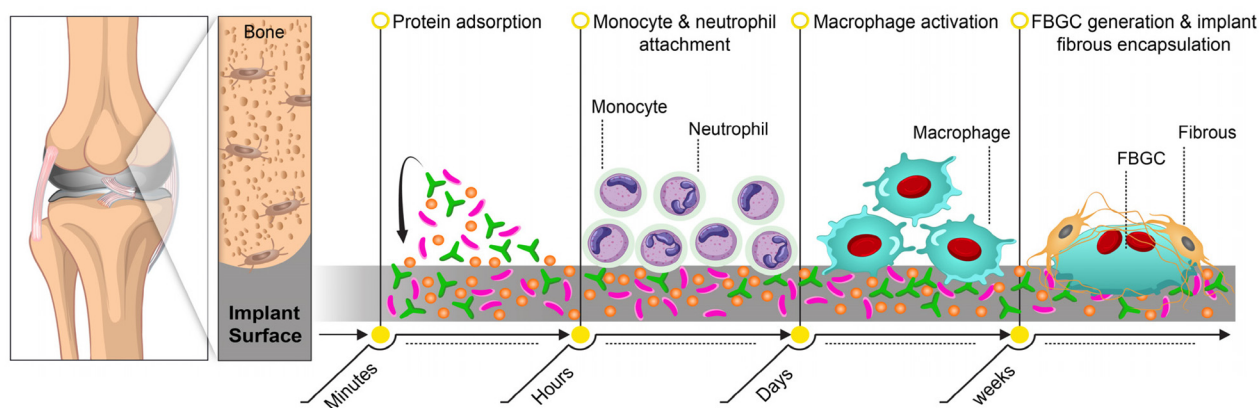 Bone
Implant
Surface
Protein adsorption
Monocyte & neutrophil
attachment
Macrophage activation
FBGC generation & implant
fibrous encapsulation
Monocyte
Neutrophil
Macrophage
FBGC
Fibrous
Minutes
Hours
Days
weeks